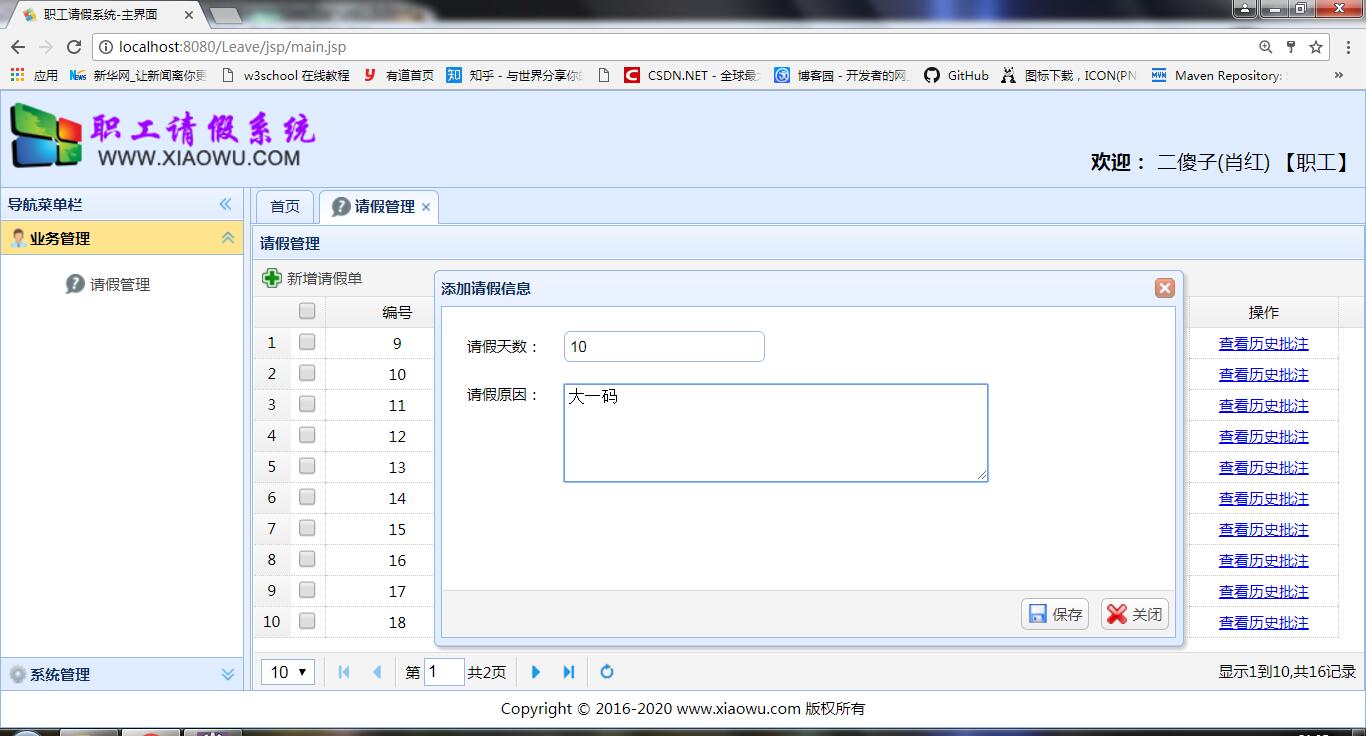 职工请假系统-主界面
localhost:8080/Leave/jsp/main.jsp
应用 新华网_让新闻离你更 w3school 在线教程 有道首页 知乎 - 与世界分享你 CSDN.NET - 全球最 博客园 - 开发者的网 GitHub 图标下载，ICON(PN Maven Repository: »
职工请假系统
WWW.XIAOWU.COM
欢迎： 二傻子(肖红) 【职工】
导航菜单栏
业务管理
请假管理
系统管理
首页 请假管理
请假管理
新增请假单
编号 操作
1 9 查看历史批注
2 10 查看历史批注
3 11 查看历史批注
4 12 查看历史批注
5 13 查看历史批注
6 14 查看历史批注
7 15 查看历史批注
8 16 查看历史批注
9 17 查看历史批注
10 18 查看历史批注
添加请假信息
请假天数： 10
请假原因： 大一码
保存 关闭
10 第 1 共2页 显示1到10,共16记录
Copyright © 2016-2020 www.xiaowu.com 版权所有